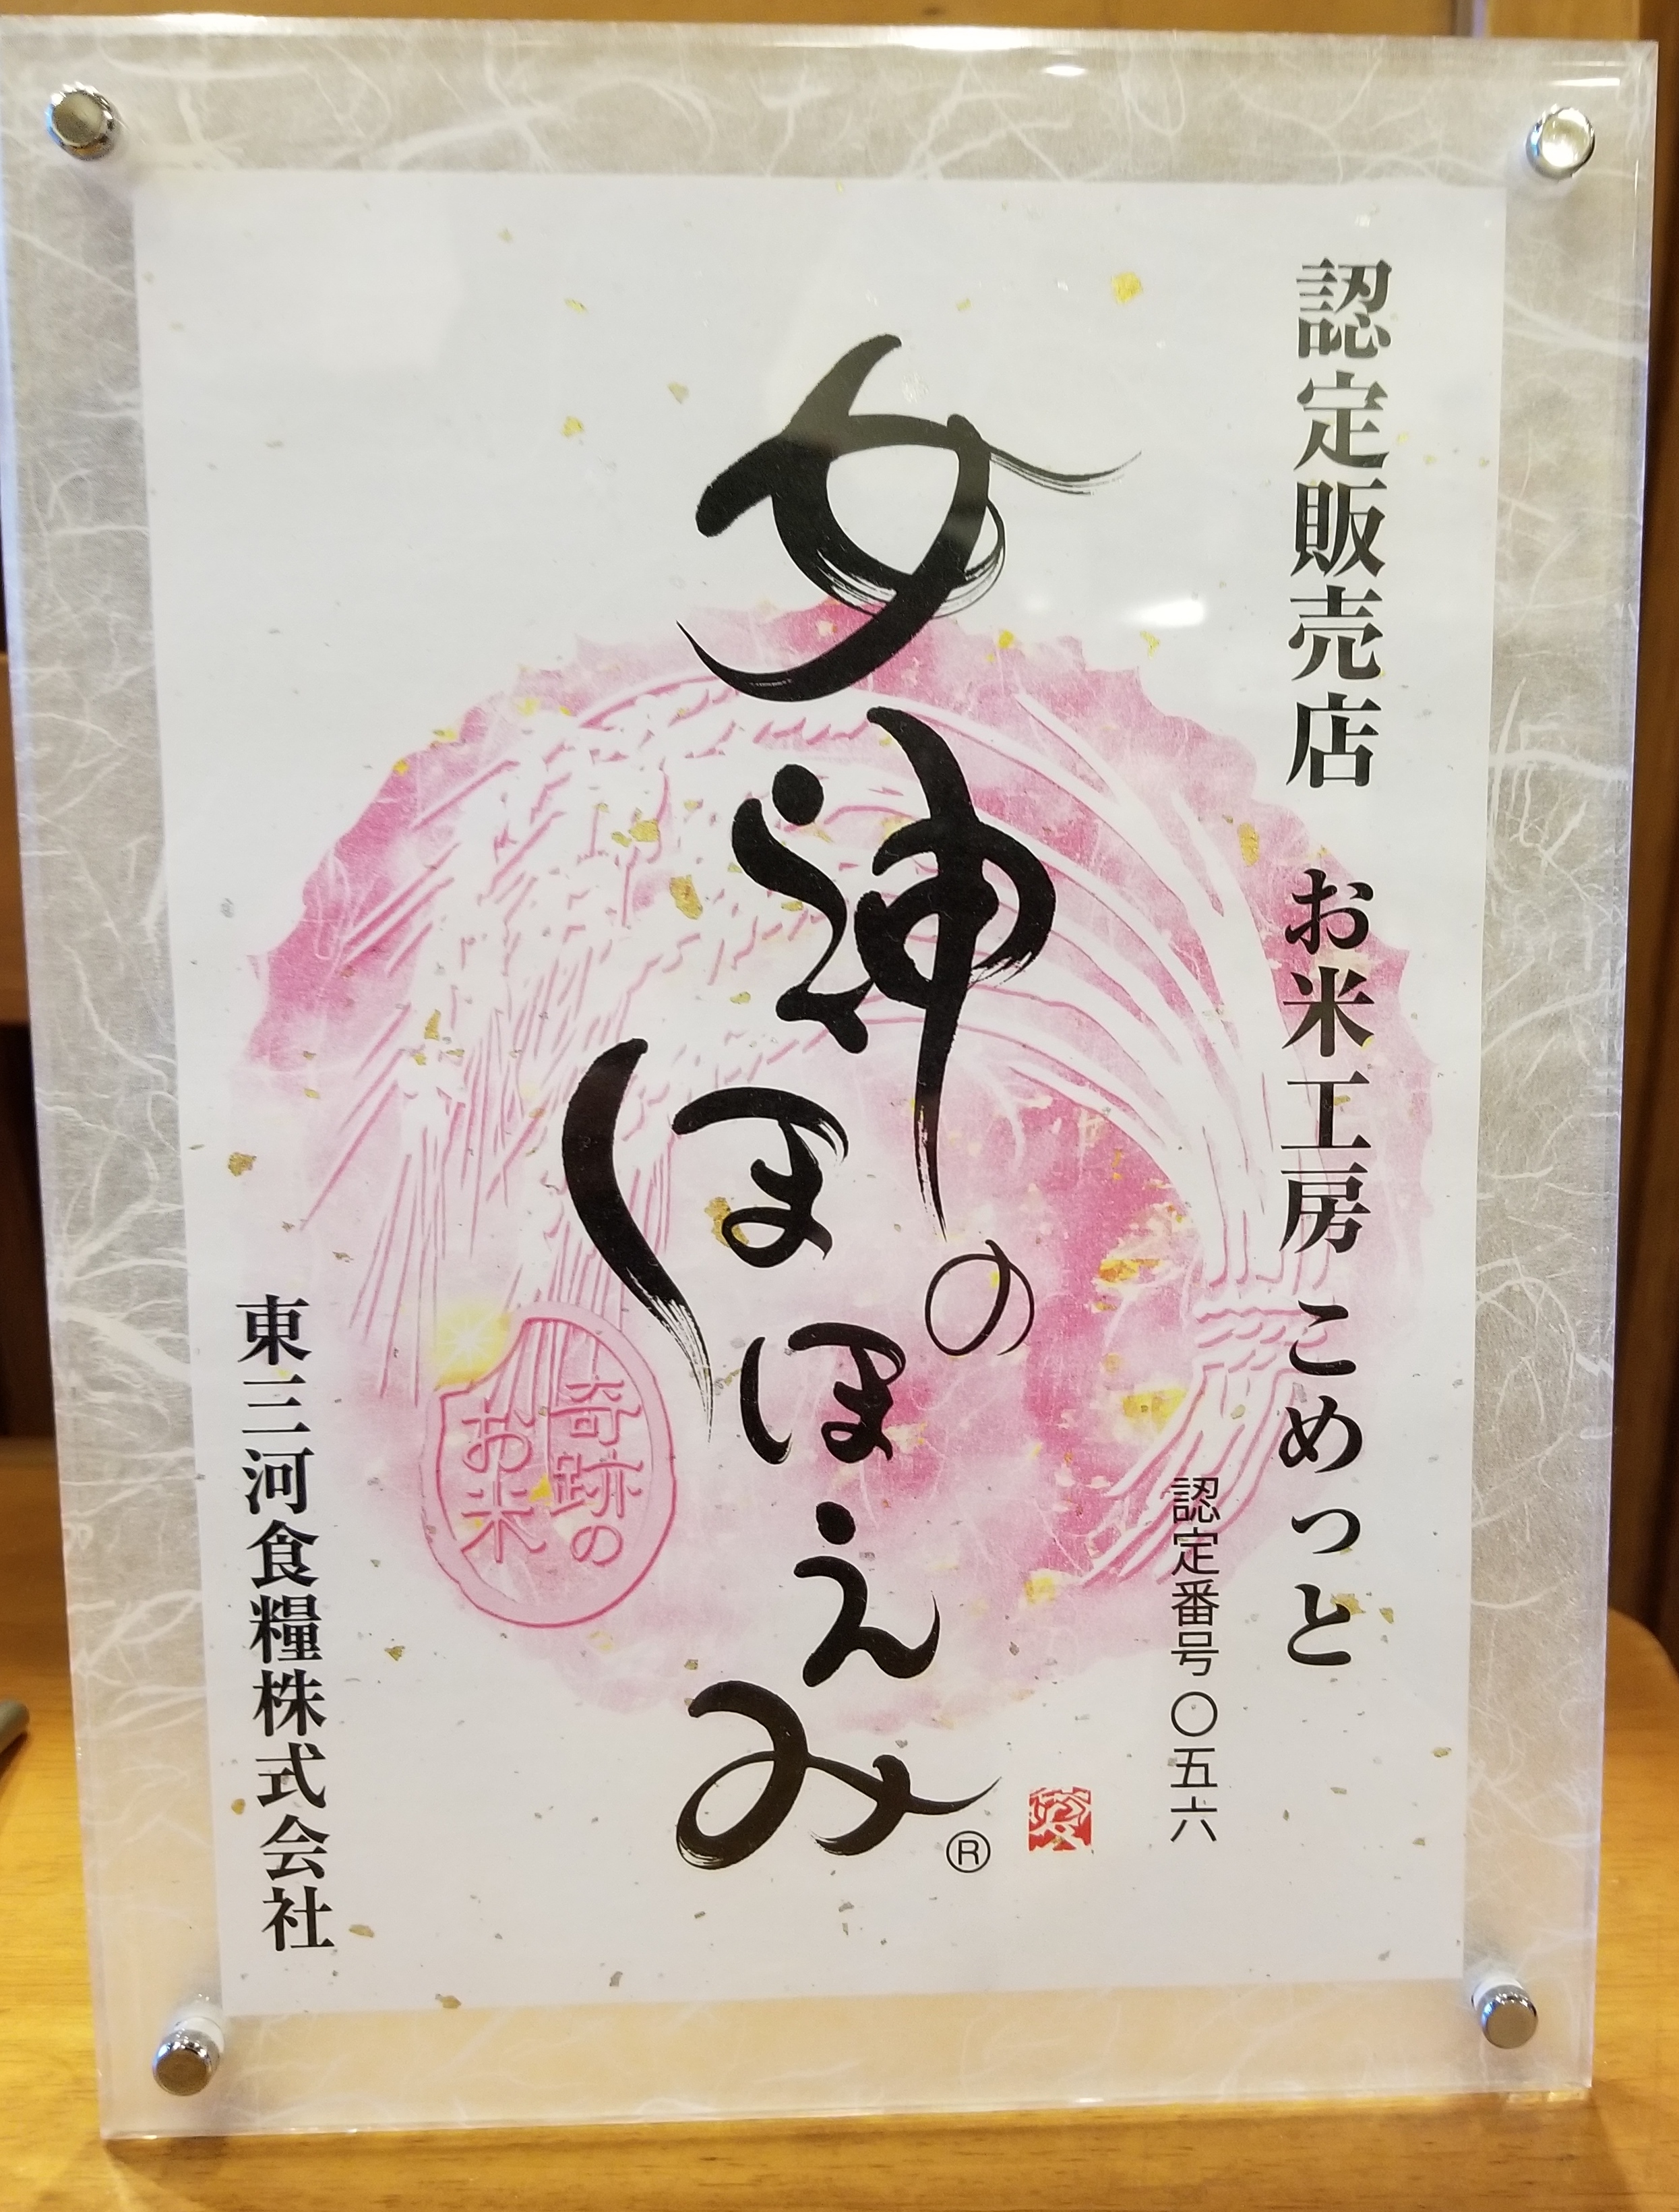 認定販売店 お米工房 こめっと
認定番号〇五六
女神の
ほほえみ
®
奇跡の
お米
東三河食糧株式会社